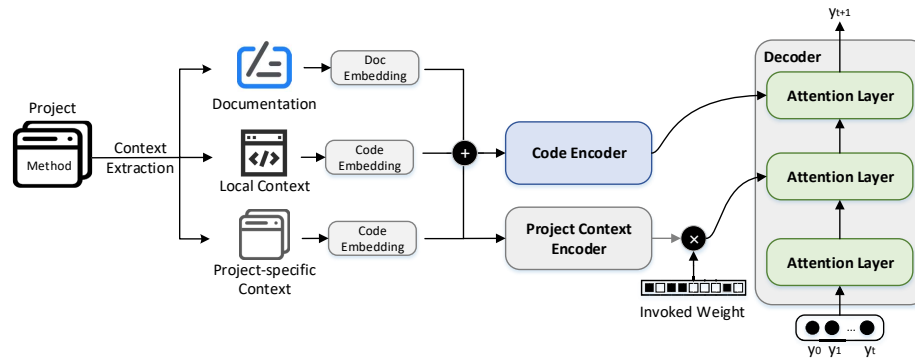 Project
Method
Context
Extraction
Documentation
</>
Local Context
Project-specific
Context
Doc
Embedding
Code
Embedding
Code
Embedding
+
Code Encoder
Project Context
Encoder
×
Invoked Weight
yt+1
Decoder
Attention Layer
Attention Layer
Attention Layer
...
y0 y1 yt